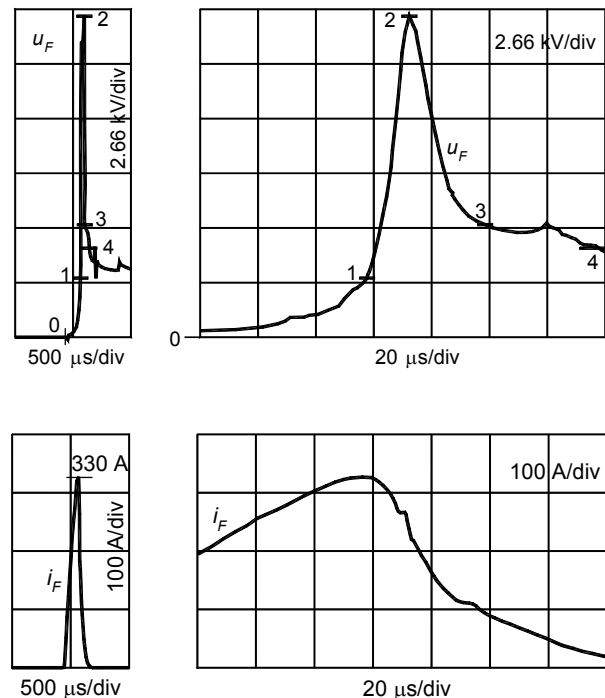 u_F
2.66 kV/div
2
3
4
1
0
500 µs/div
2.66 kV/div
2
u_F
3
1
4
0
20 µs/div
330 A
100 A/div
i_F
500 µs/div
100 A/div
i_F
20 µs/div